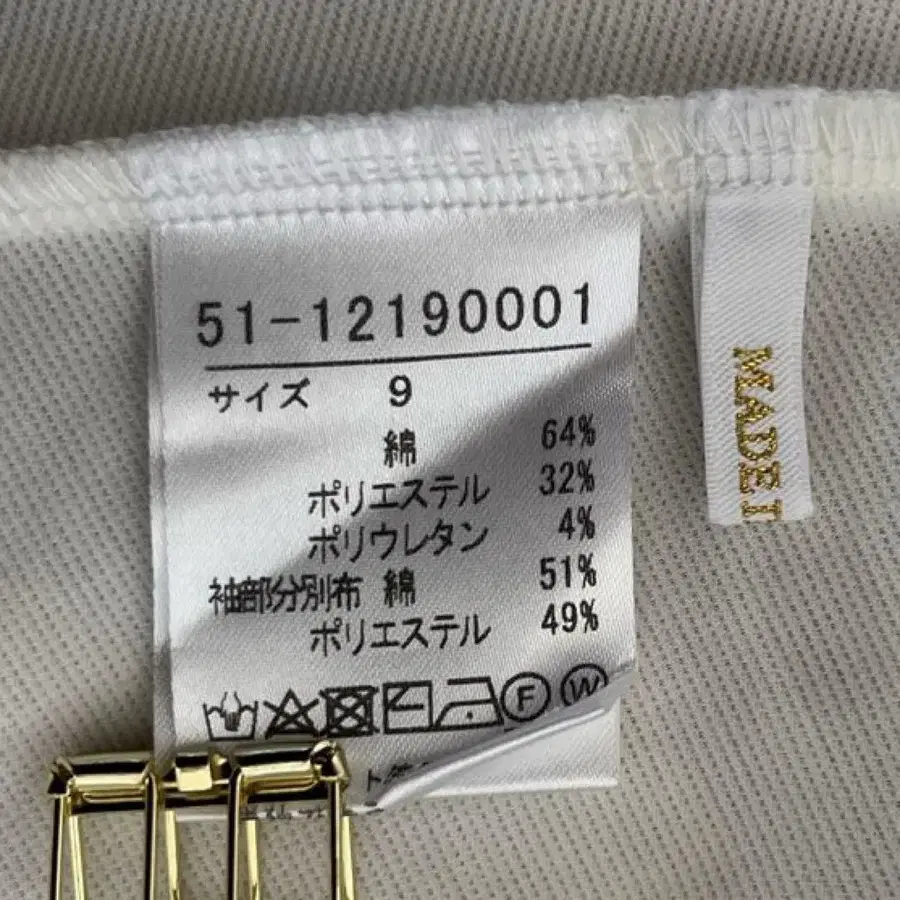 51-12190001
サイズ 9
綿 64%
ポリエステル 32%
ポリウレタン 4%
袖部分別布 綿 51%
ポリエステル 49%
F W
MADE I